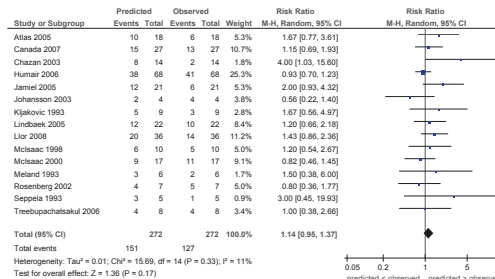 Predicted Observed Risk Ratio Risk Ratio
Study or Subgroup Events Total Events Total Weight M-H, Random, 95% CI M-H, Random, 95% CI
Atlas 2005 10 18 6 18 5.3% 1.67 [0.77, 3.61]
Canada 2007 15 27 13 27 11.7% 1.15 [0.69, 1.93]
Chazan 2003 8 14 2 14 2.0% 4.00 [1.03, 15.60]
Humair 2006 38 68 41 68 25.3% 0.93 [0.70, 1.23]
Jamiel 2005 12 21 6 21 5.4% 2.00 [0.93, 4.32]
Johansson 2003 2 4 4 4 3.7% 0.56 [0.22, 1.40]
Kljakovic 1993 5 9 3 9 2.7% 1.67 [0.56, 4.97]
Lindbaek 2005 12 22 10 22 8.7% 1.20 [0.66, 2.18]
Llor 2008 20 36 14 36 12.3% 1.43 [0.86, 2.36]
McIsaac 1998 6 10 5 10 5.0% 1.20 [0.54, 2.67]
McIsaac 2000 9 17 11 17 9.4% 0.82 [0.46, 1.45]
Meland 1993 3 6 2 6 1.7% 1.50 [0.38, 6.00]
Rosenberg 2002 4 7 5 7 5.0% 0.80 [0.36, 1.77]
Seppela 1993 3 5 1 5 0.9% 3.00 [0.45, 19.93]
Treebupachatsakul 2006 4 8 4 8 2.8% 1.00 [0.38, 2.66]
Total (95% CI) 272 272 100.0% 1.14 [0.95, 1.37]
Total events 151 127
Heterogeneity: Tau² = 0.01; Chi² = 15.69, df = 14 (P = 0.33); I² = 11%
Test for overall effect: Z = 1.36 (P = 0.17)
0.05 0.2 1 5 20
predicted < observed predicted > observed